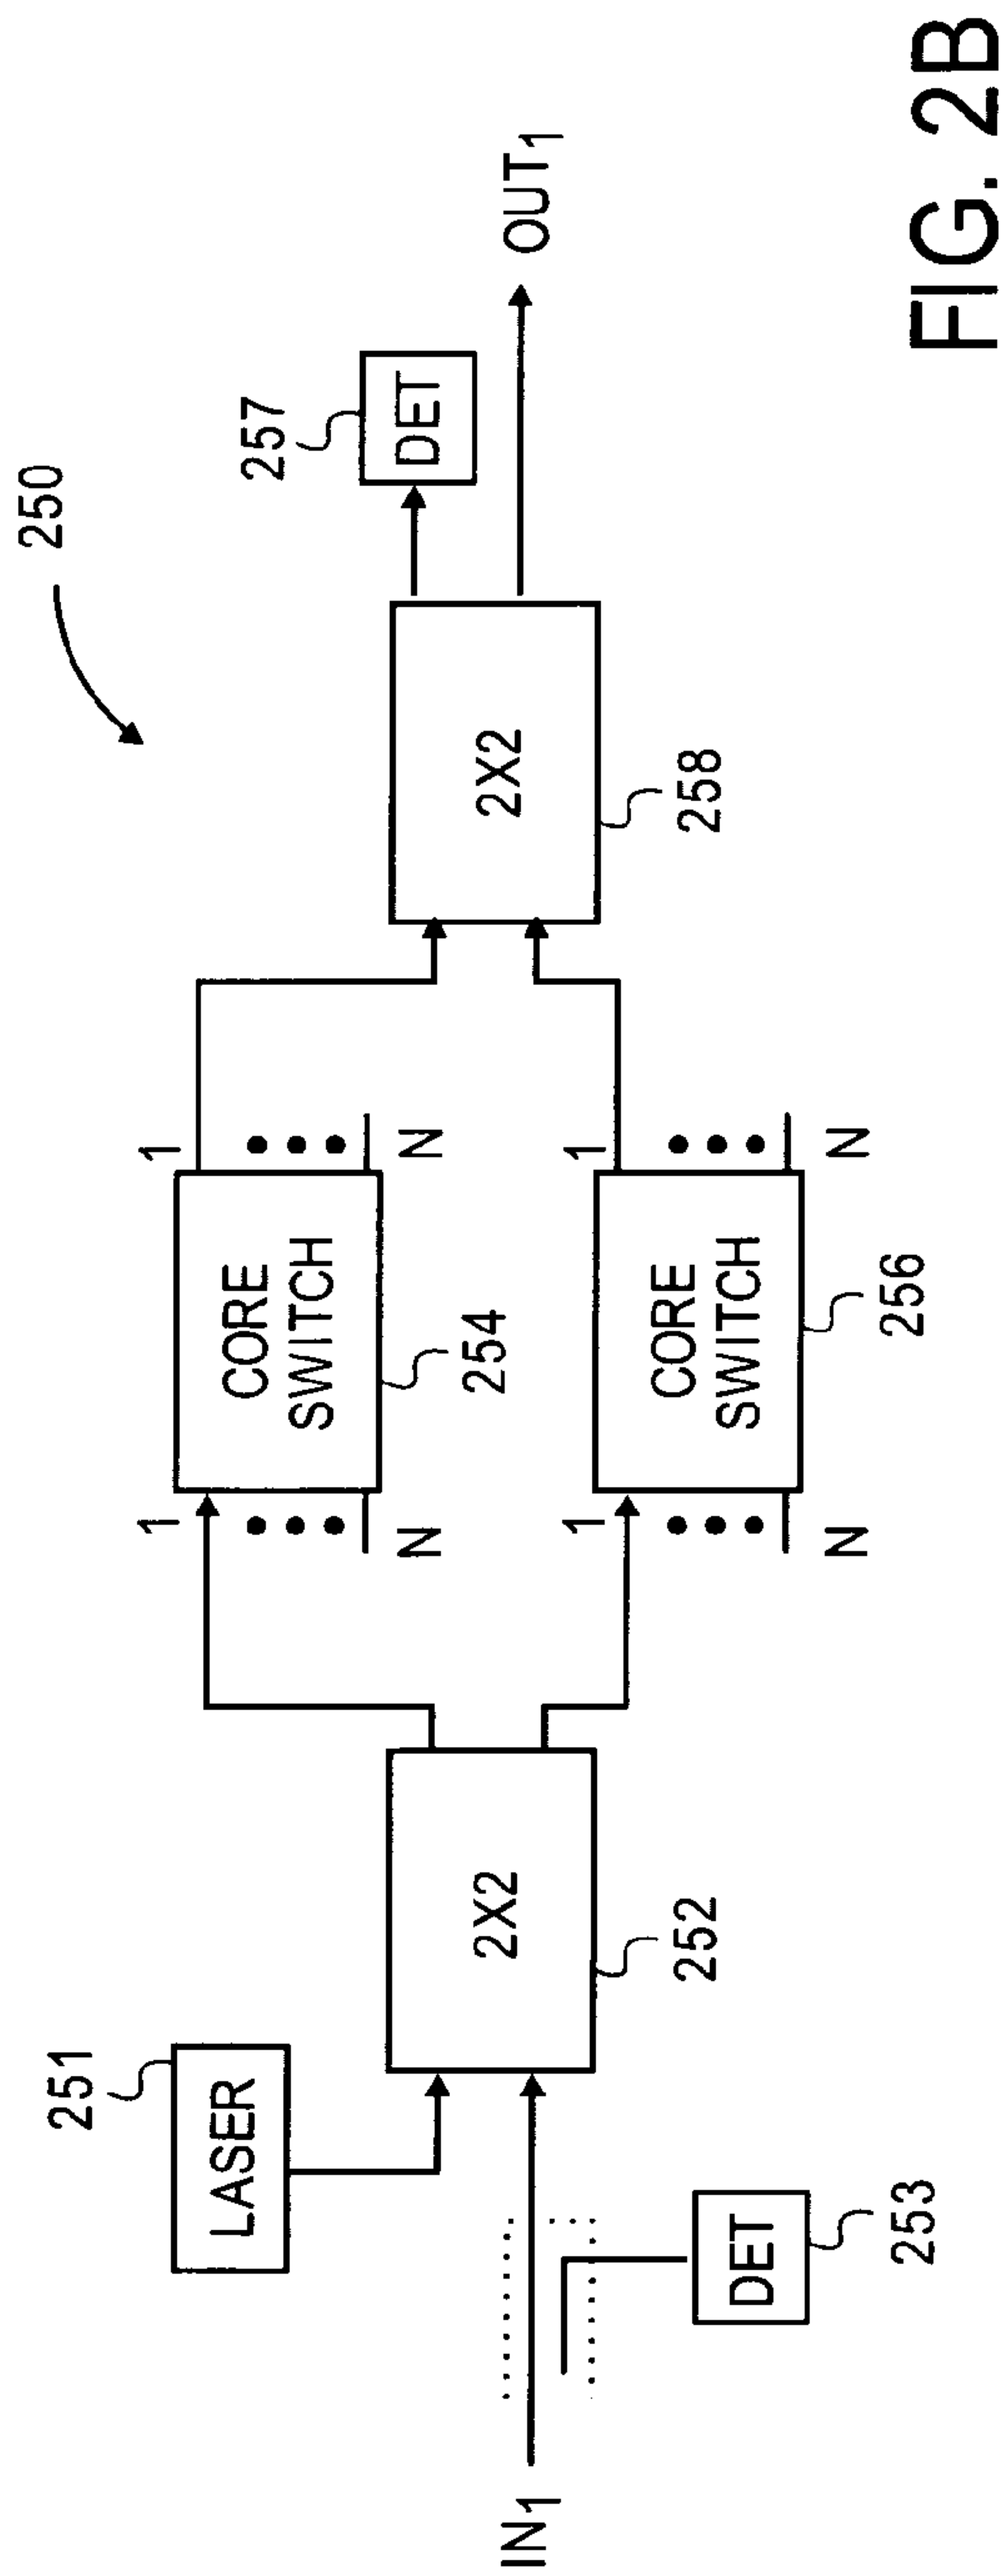 250
251
LASER
IN1
DET
253
2X2
252
1
N
CORE
SWITCH
254
1
N
1
N
CORE
SWITCH
256
1
N
2X2
258
257
DET
OUT1
FIG. 2B